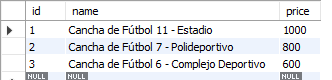 id name price
1 Cancha de Fútbol 11 - Estadio 1000
2 Cancha de Fútbol 7 - Polideportivo 800
3 Cancha de Fútbol 6 - Complejo Deportivo 600
NULL NULL NULL